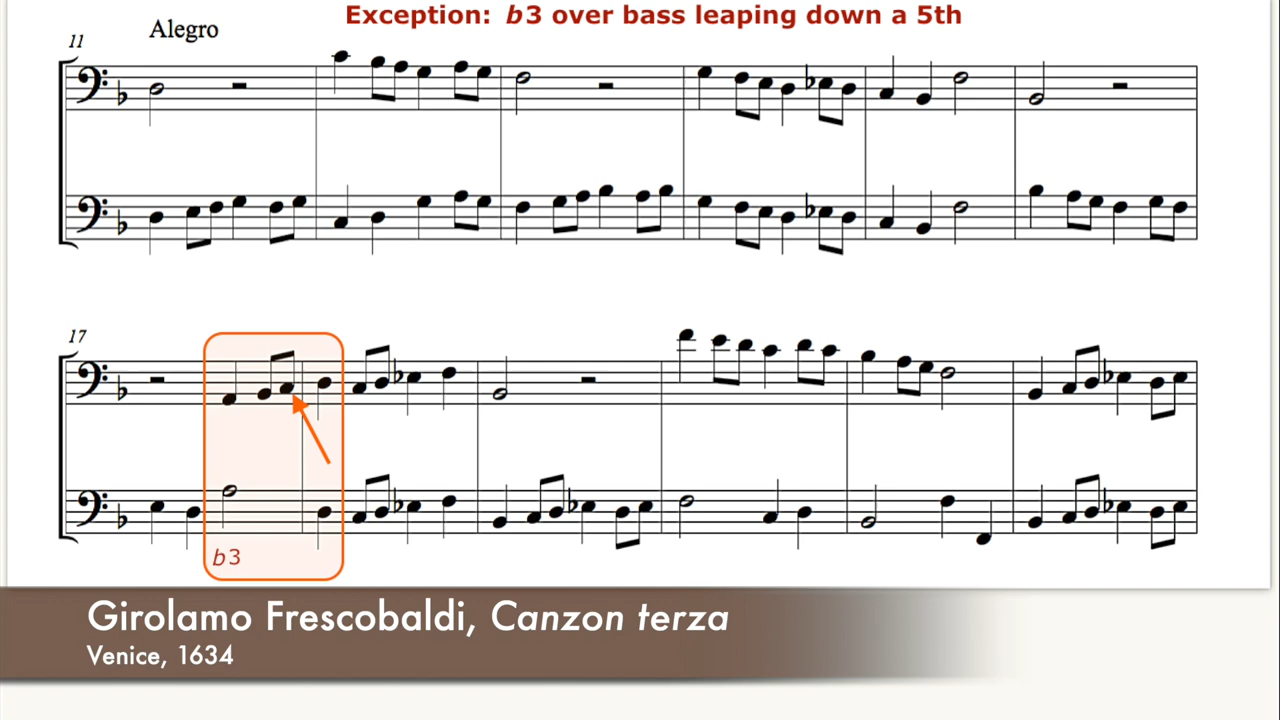 Exception: b3 over bass leaping down a 5th
11 Alegro
17
b3
Girolamo Frescobaldi, Canzon terza
Venice, 1634